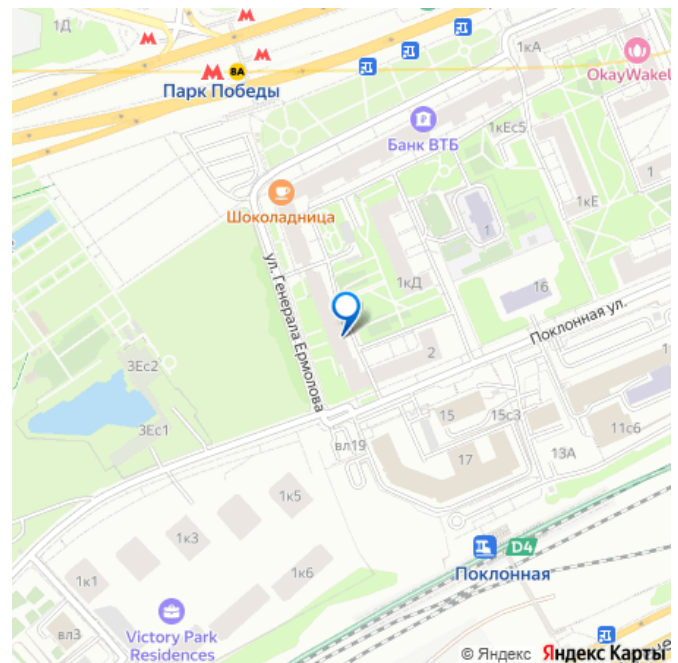 1Д
М
М
М
М
8А
Парк Победы
1кА
OkayWakeU
Банк ВТБ
1кЕс5
1
Шоколадница
1
1кЕ
1кД
16
ул. Генерала Ермолова
Поклонная ул.
2
3Ес2
3Ес1
15
15с3
11с6
вл19
17
13А
1к5
1к3
1к6
1к1
D4
Поклонная
вл3
Victory Park
Residences
© Яндекс Яндекс Карты